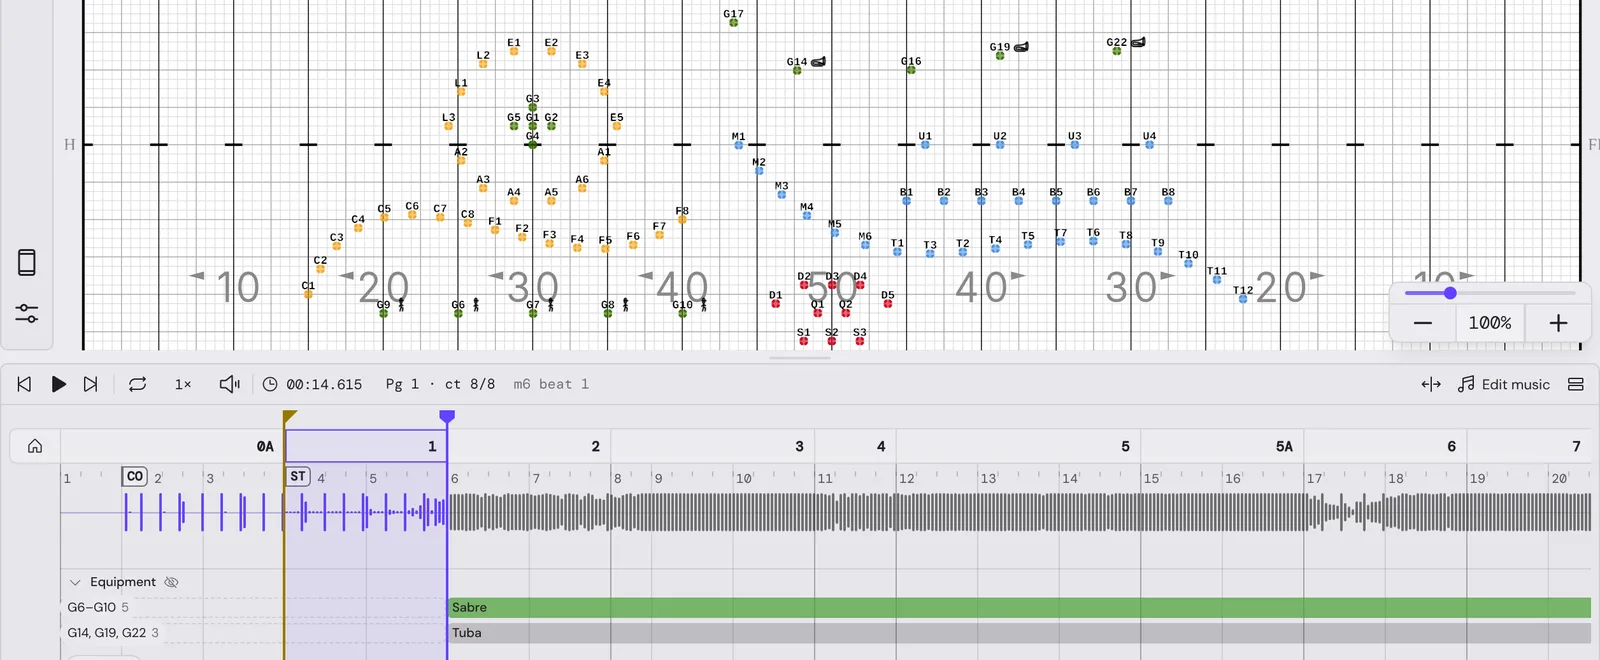 G17
E1 E2 G19 G22
L2 E3 G14 G16
L1 E4
G3
L3 G5 G1 G2 E5
H G4 M1 U1 U2 U3 U4
A2 A1 M2
A3 A6 M3
A4 A5 B1 B2 B3 B4 B5 B6 B7 B8
C5 C6 C7 C8 F8 M4
C4 F1 F2 F7 M5
C3 F3 F4 F5 F6 M6 T1 T3 T2 T4 T5 T7 T6 T8 T9
C2 T10
C1 D2 D3 D4 T11
10 20 30 40 50 40 30 20 10
D1 D5 T12
G9 G6 G7 G8 G10 Q1 Q2
S1 S2 S3
100%
1× 00:14.615 Pg 1 · ct 8/8 m6 beat 1 Edit music
0A 1 2 3 4 5 5A 6 7
1 CO 2 3 ST 4 5 6 7 8 9 10 11 12 13 14 15 16 17 18 19 20
Equipment
G6–G10 5 Sabre
G14, G19, G22 3 Tuba